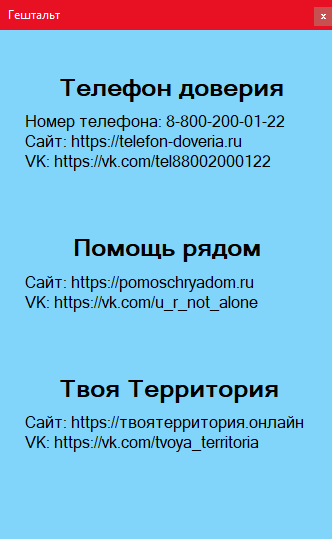 Гештальт
x
Телефон доверия
Номер телефона: 8-800-200-01-22
Сайт: https://telefon-doveria.ru
VK: https://vk.com/tel88002000122
Помощь рядом
Сайт: https://pomoschryadom.ru
VK: https://vk.com/u_r_not_alone
Твоя Территория
Сайт: https://твоятерритория.онлайн
VK: https://vk.com/tvoya_territoria